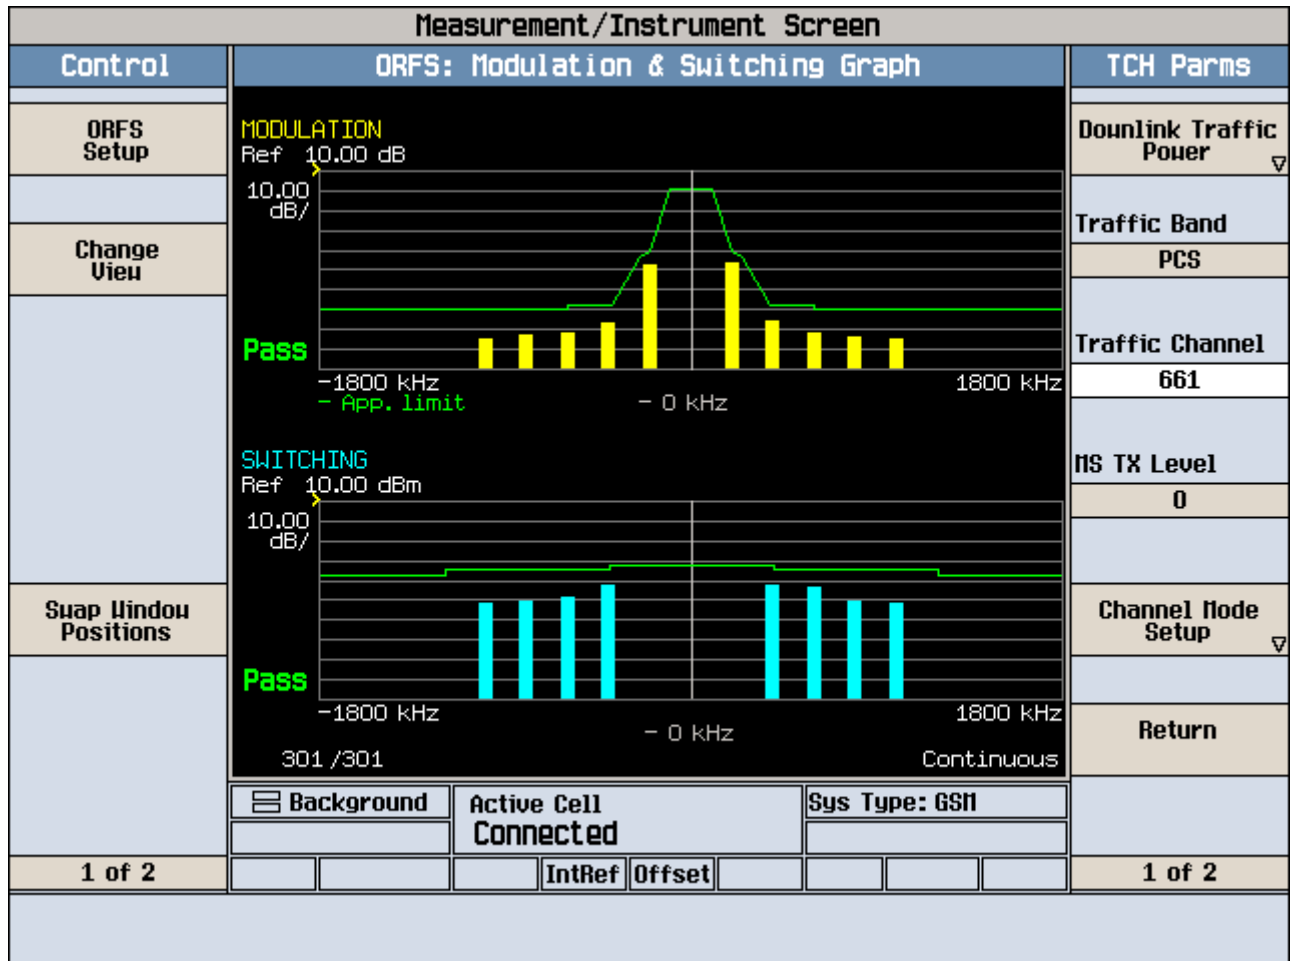 Measurement/Instrument Screen
Control
ORFS: Modulation & Switching Graph
TCH Parms
ORFS
Setup
Change
View
Swap Window
Positions
1 of 2
MODULATION
Ref 10.00 dB
10.00
dB/
Pass
-1800 kHz
1800 kHz
- App. limit
- 0 kHz
SWITCHING
Ref 10.00 dBm
10.00
dB/
Pass
-1800 kHz
1800 kHz
- 0 kHz
301/301
Continuous
Background
Active Cell
Connected
Sys Type: GSM
IntRef
Offset
Downlink Traffic
Power
Traffic Band
PCS
Traffic Channel
661
MS TX Level
0
Channel Mode
Setup
Return
1 of 2